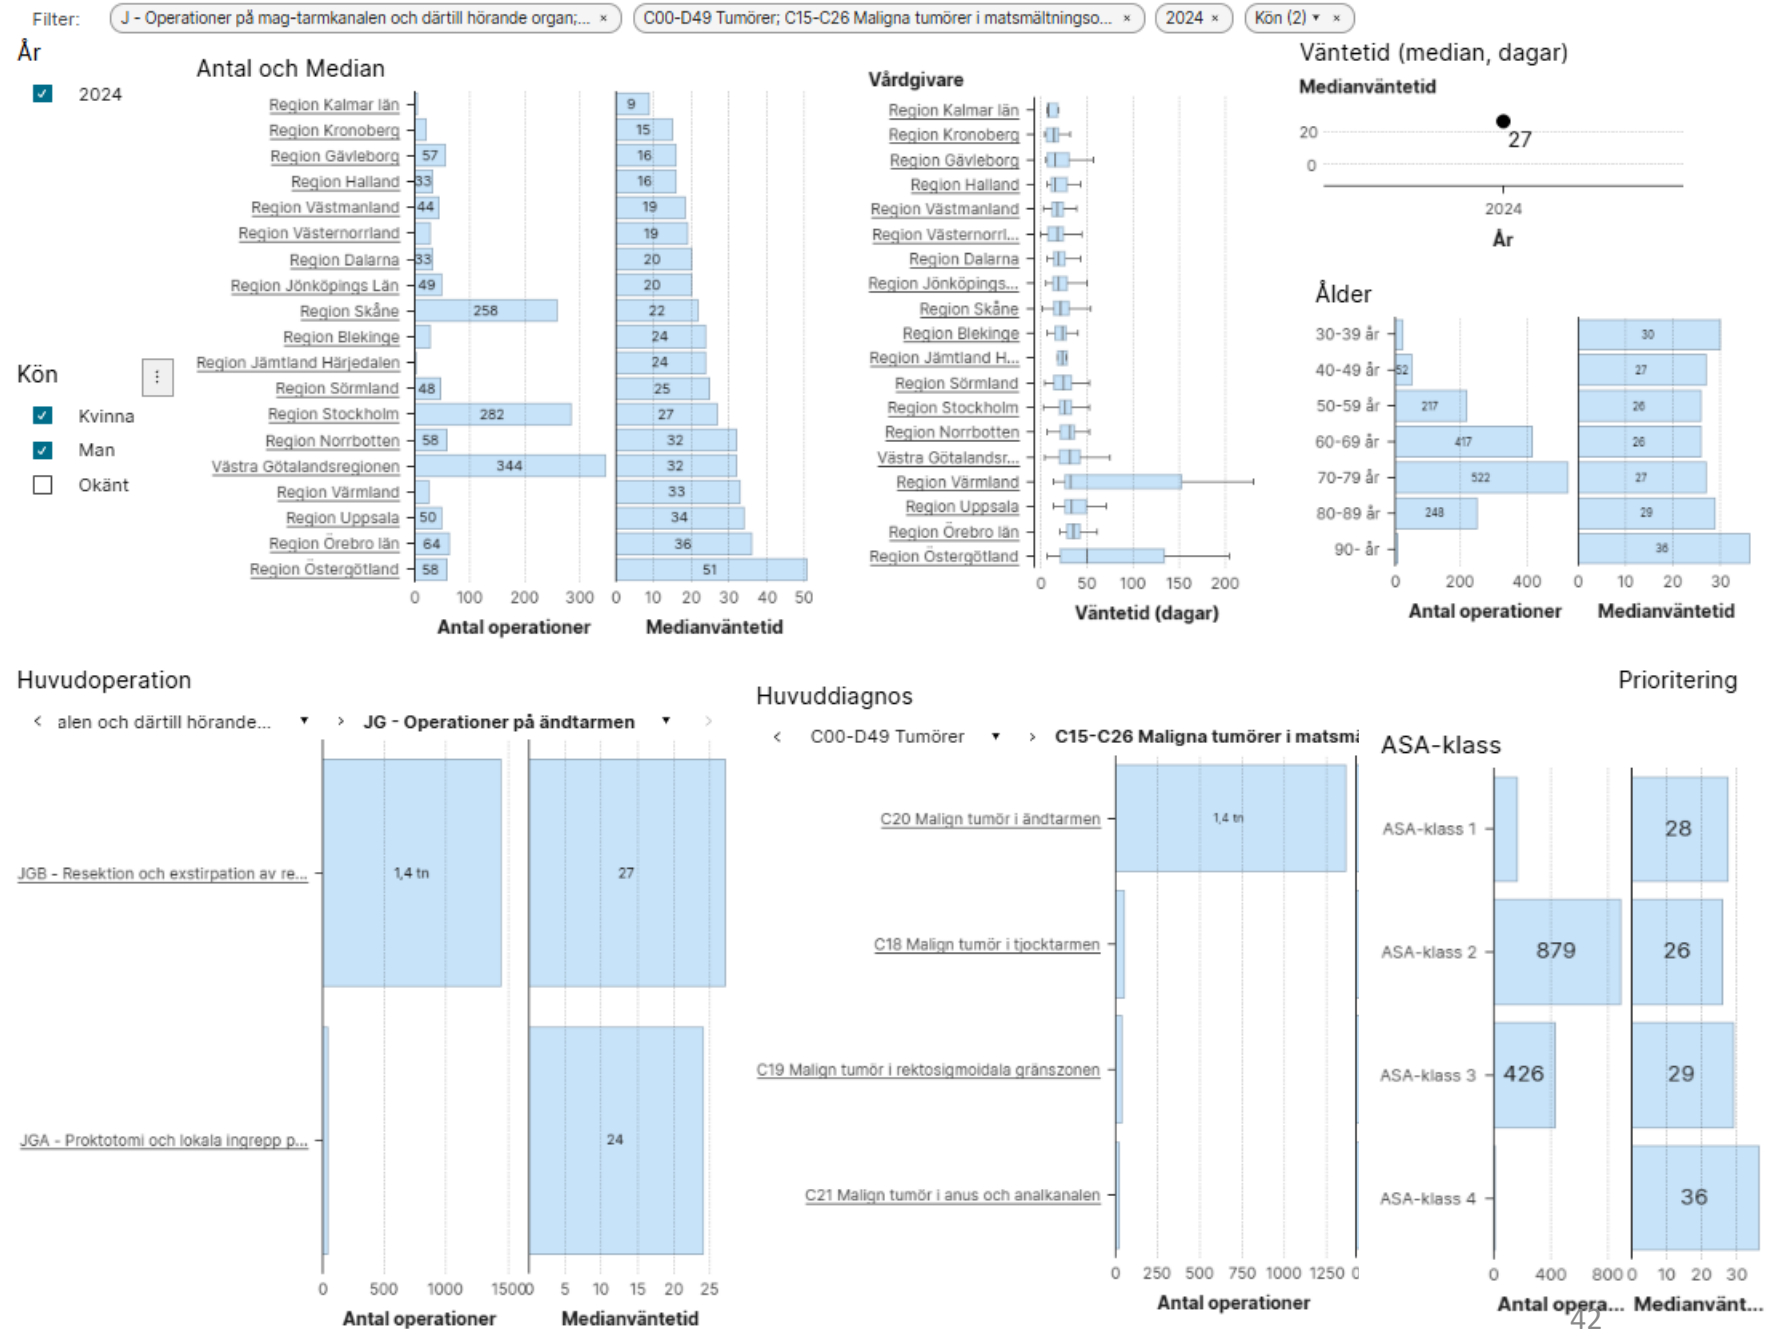 Filter:
J - Operationer på mag-tarmkanalen och därtill hörande organ;... ×
C00-D49 Tumörer; C15-C26 Maligna tumörer i matsmältningso... ×
2024 ×
Kön (2) ▾ ×
År
2024
Kön
Kvinna
Man
Okänt
Antal och Median
Region Kalmar län 9
Region Kronoberg 15
Region Gävleborg 57 16
Region Halland 33 16
Region Västmanland 44 19
Region Västernorrland 19
Region Dalarna 33 20
Region Jönköpings Län 49 20
Region Skåne 258 22
Region Blekinge 24
Region Jämtland Härjedalen 24
Region Sörmland 48 25
Region Stockholm 282 27
Region Norrbotten 58 32
Västra Götalandsregionen 344 32
Region Värmland 33
Region Uppsala 50 34
Region Örebro län 64 36
Region Östergötland 58 51
0 100 200 300 0 10 20 30 40 50
Antal operationer Medianväntetid
Vårdgivare
Region Kalmar län
Region Kronoberg
Region Gävleborg
Region Halland
Region Västmanland
Region Västernorrl...
Region Dalarna
Region Jönköpings...
Region Skåne
Region Blekinge
Region Jämtland H...
Region Sörmland
Region Stockholm
Region Norrbotten
Västra Götalandsr...
Region Värmland
Region Uppsala
Region Örebro län
Region Östergötland
0 50 100 150 200
Väntetid (dagar)
Väntetid (median, dagar)
Medianväntetid
20
27
0
2024
År
Ålder
30-39 år 30
40-49 år 52 27
50-59 år 217 26
60-69 år 417 26
70-79 år 522 27
80-89 år 248 29
90- år 36
0 200 400 0 10 20 30
Antal operationer Medianväntetid
Huvudoperation
< alen och därtill hörande... ▾ > JG - Operationer på ändtarmen ▾ >
JGB - Resektion och exstirpation av re... 1,4 tn 27
JGA - Proktotomi och lokala ingrepp p... 24
0 500 1000 1500 0 5 10 15 20 25
Antal operationer Medianväntetid
Huvuddiagnos
< C00-D49 Tumörer ▾ > C15-C26 Maligna tumörer i matsmä
C20 Malign tumör i ändtarmen 1,4 tn
C18 Malign tumör i tjocktarmen
C19 Malign tumör i rektosigmoidala gränszonen
C21 Malign tumör i anus och analkanalen
0 250 500 750 1000 1250 0
Antal operationer
Prioritering
ASA-klass
ASA-klass 1 28
ASA-klass 2 879 26
ASA-klass 3 426 29
ASA-klass 4 36
0 400 800 0 10 20 30
Antal opera... Medianvänt...
42